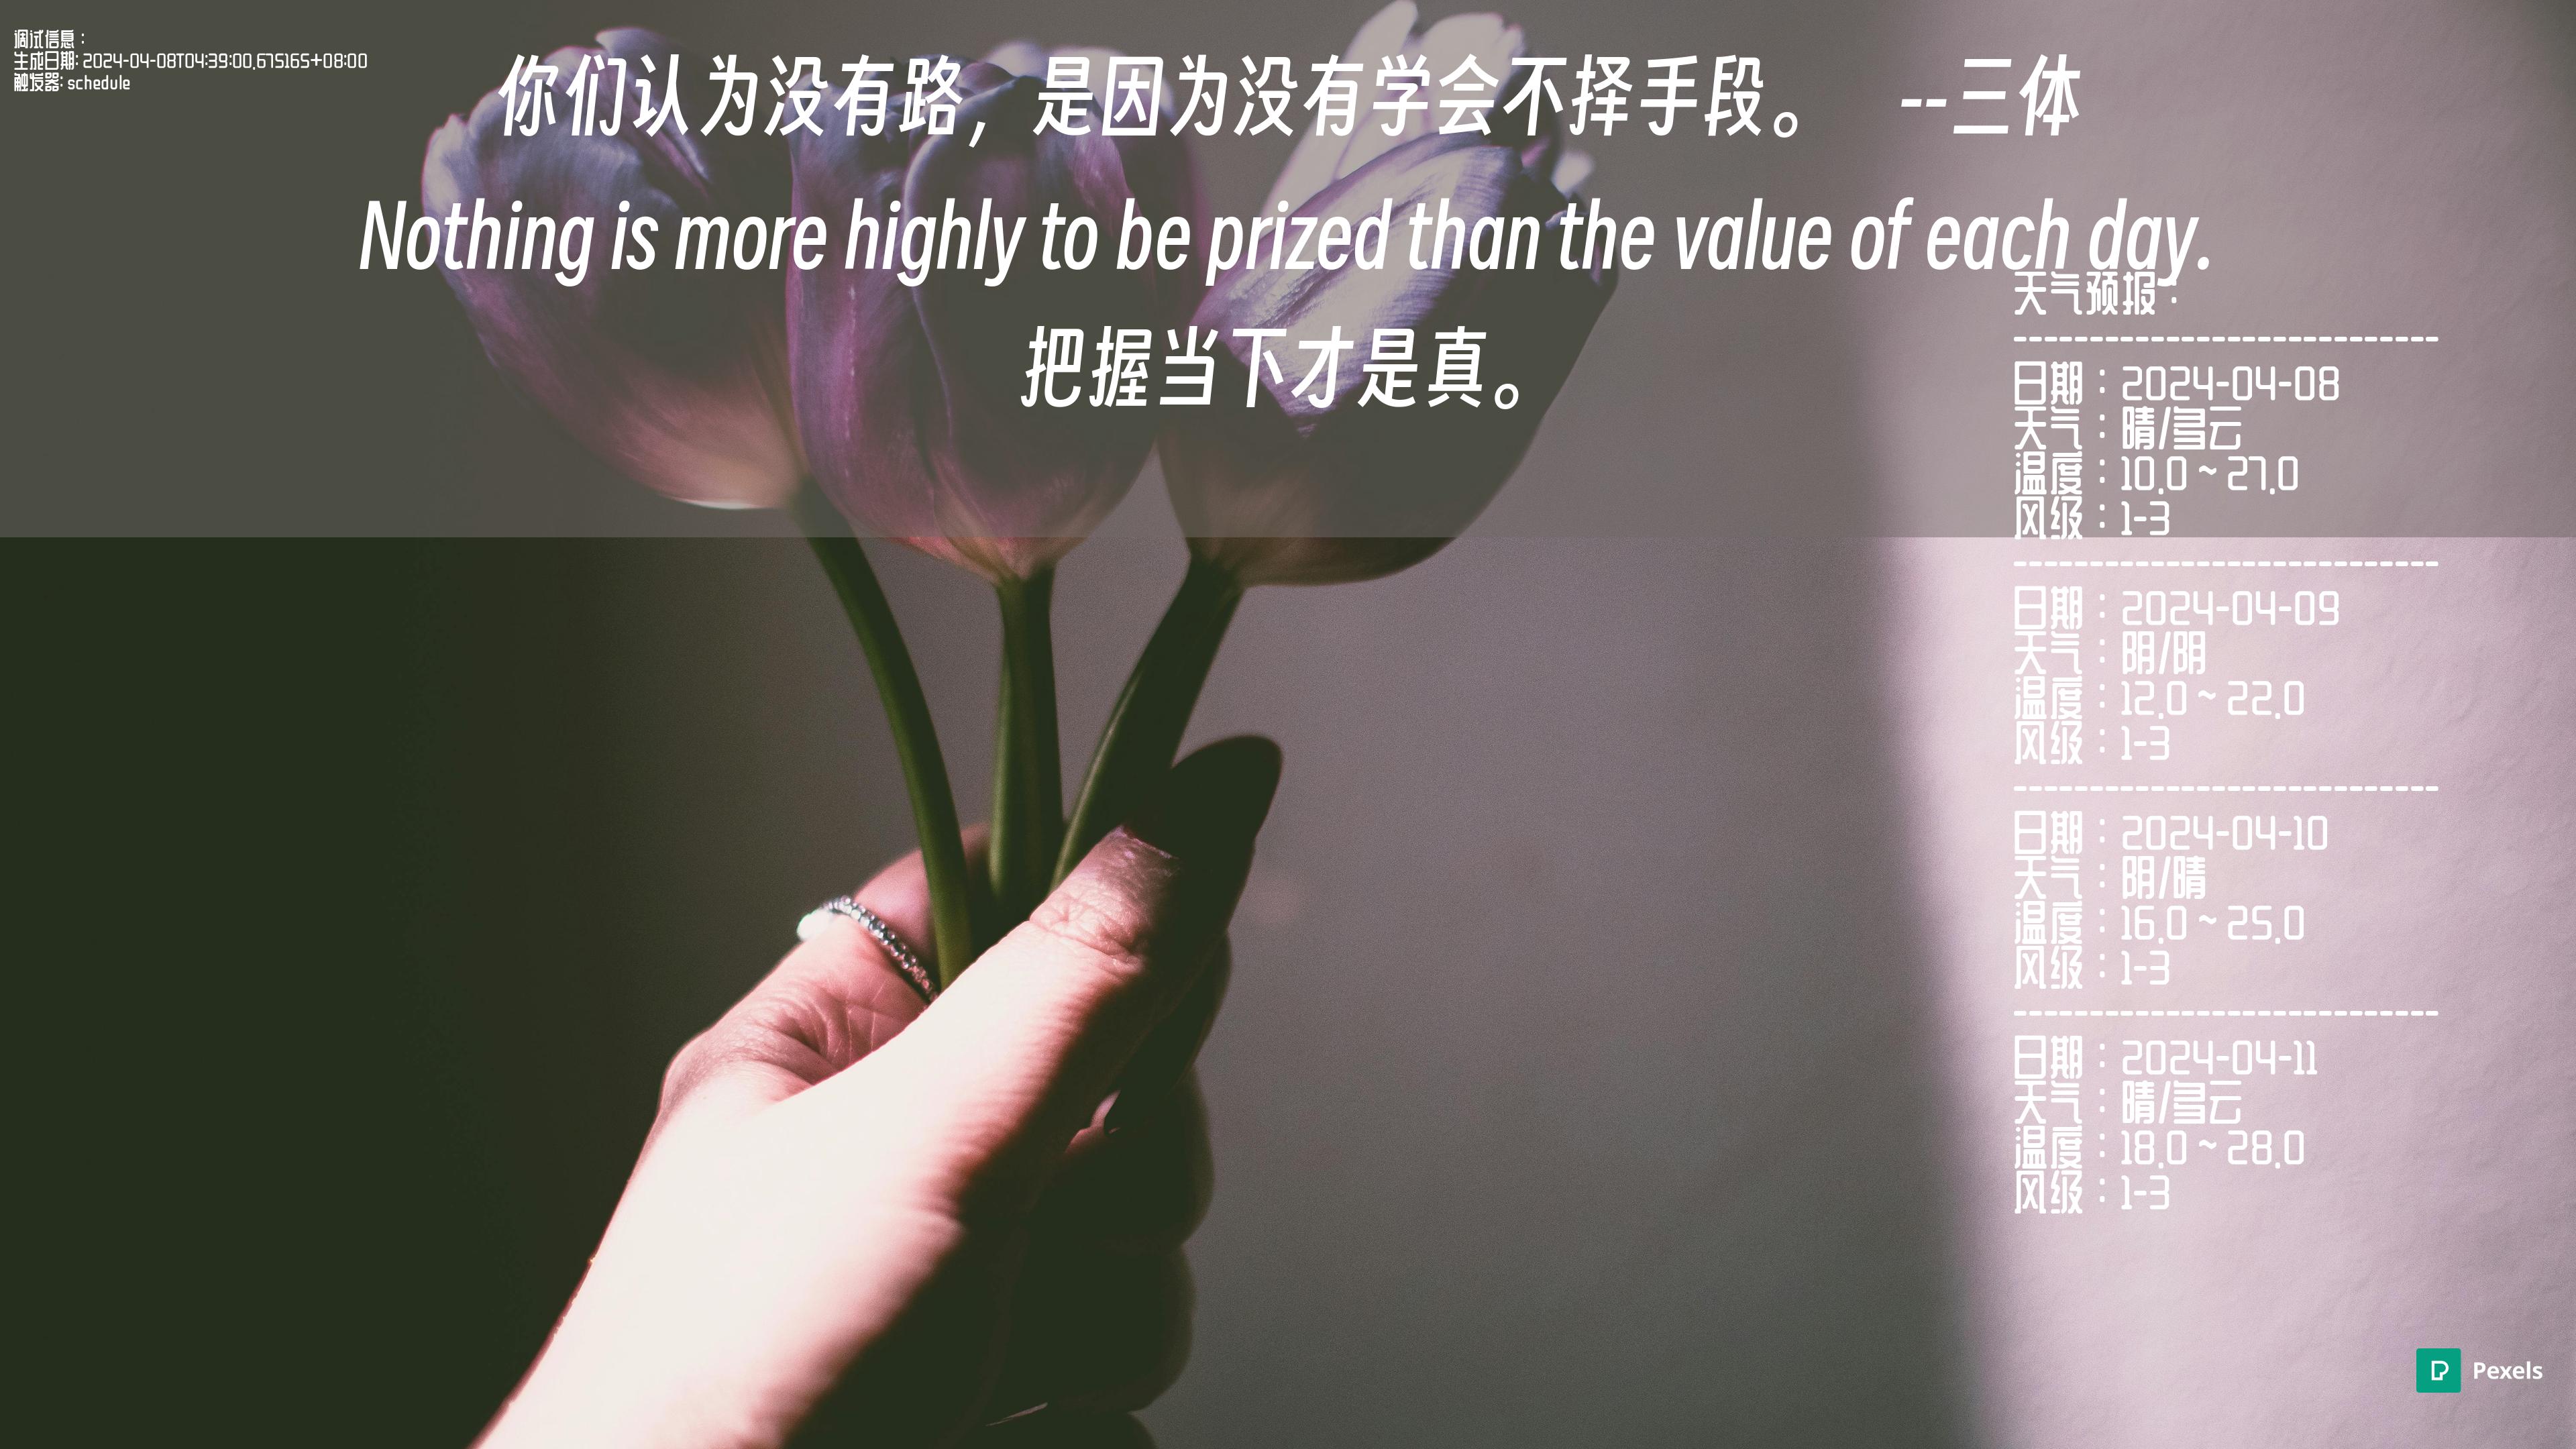 调试信息：
生成日期: 2024-04-08T04:39:00.675165+08:00
触发器: schedule
你们认为没有路，是因为没有学会不择手段。 --三体
Nothing is more highly to be prized than the value of each day.
把握当下才是真。
天气预报：
----------------------------
日期：2024-04-08
天气：晴/多云
温度：10.0 ~ 27.0
风级：1-3
----------------------------
日期：2024-04-09
天气：阴/阴
温度：12.0 ~ 22.0
风级：1-3
----------------------------
日期：2024-04-10
天气：阴/晴
温度：16.0 ~ 25.0
风级：1-3
----------------------------
日期：2024-04-11
天气：晴/多云
温度：18.0 ~ 28.0
风级：1-3
Pexels